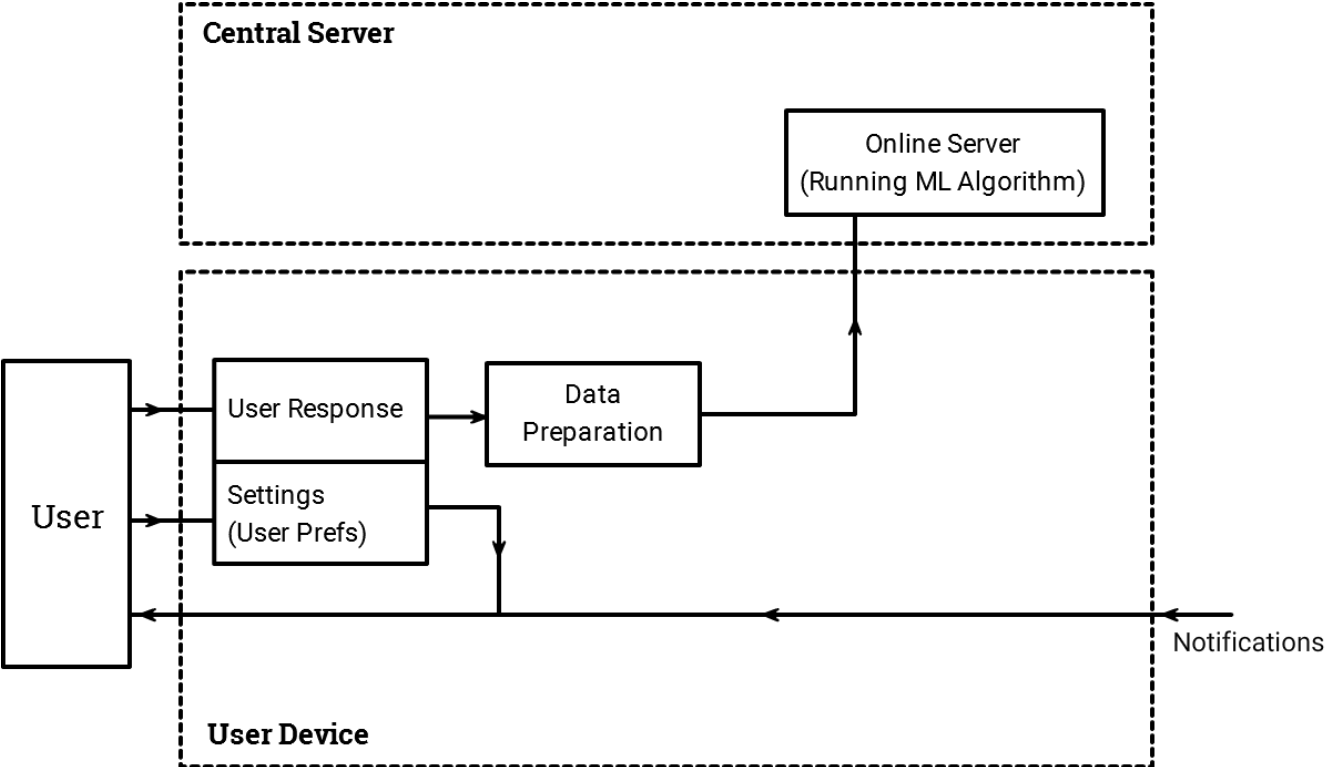 Central Server
Online Server
(Running ML Algorithm)
User Response
Data
Preparation
Settings
(User Prefs)
User
Notifications
User Device